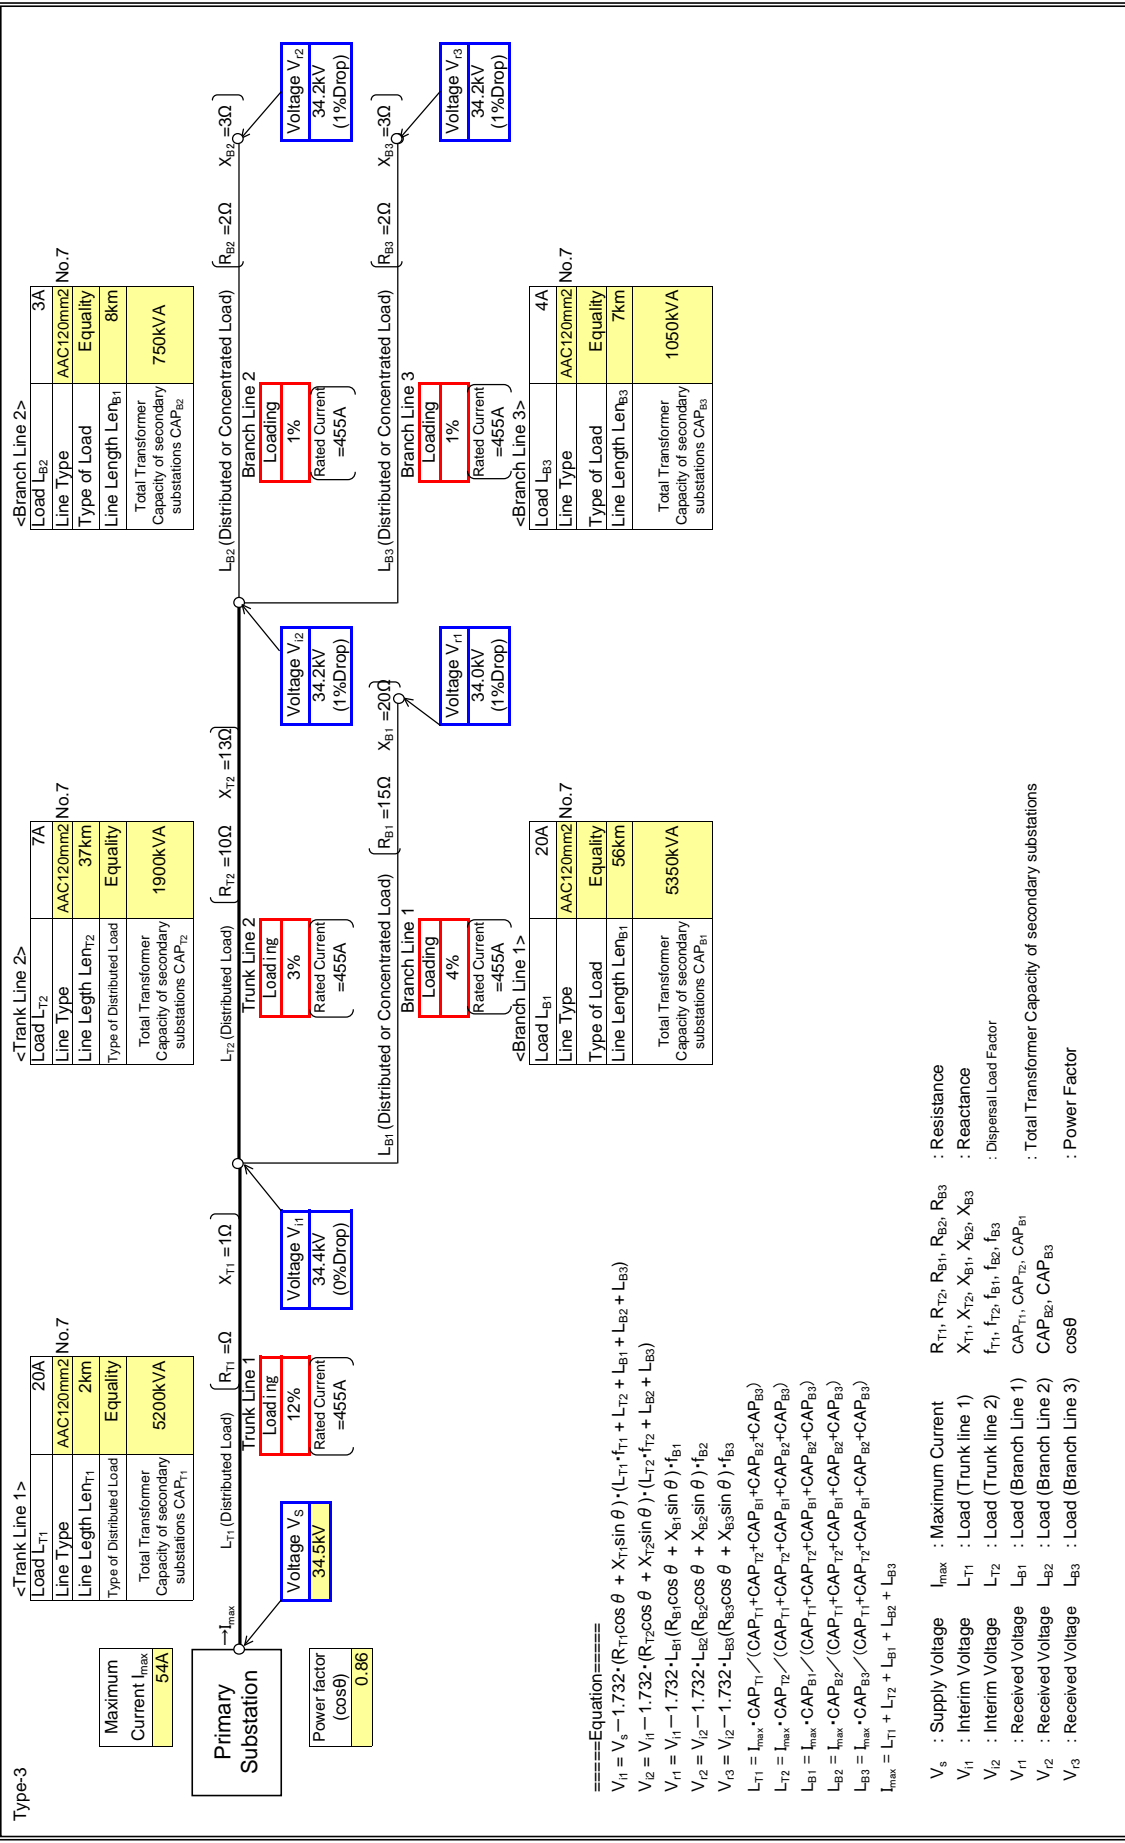 Type-3
Maximum
Current Imax
54A
Primary
Substation
→Imax
Power factor
(cosθ)
0.86
Voltage VS
34.5kV
<Trank Line 1>
Load LT1 20A
Line Type AAC120mm2 No.7
Line Legth LenT1 2km
Type of Distributed Load Equality
Total Transformer
Capacity of secondary
substations CAPT1
5200kVA
LT1 (Distributed Load)
RT1 =Ω XT1 =1Ω
Trunk Line 1
Loading
12%
Rated Current
=455A
Voltage Vi1
34.4kV
(0%Drop)
<Trank Line 2>
Load LT2 7A
Line Type AAC120mm2 No.7
Line Legth LenT2 37km
Type of Distributed Load Equality
Total Transformer
Capacity of secondary
substations CAPT2
1900kVA
LT2 (Distributed Load)
RT2 =10Ω XT2 =13Ω
Trunk Line 2
Loading
3%
Rated Current
=455A
Voltage Vi2
34.2kV
(1%Drop)
LB1 (Distributed or Concentrated Load)
RB1 =15Ω XB1 =20Ω
Branch Line 1
Loading
4%
Rated Current
=455A
Voltage Vr1
34.0kV
(1%Drop)
<Branch Line 1>
Load LB1 20A
Line Type AAC120mm2 No.7
Type of Load Equality
Line Length LenB1 56km
Total Transformer
Capacity of secondary
substations CAPB1
5350kVA
<Branch Line 2>
Load LB2 3A
Line Type AAC120mm2 No.7
Type of Load Equality
Line Length LenB1 8km
Total Transformer
Capacity of secondary
substations CAPB2
750kVA
LB2 (Distributed or Concentrated Load)
RB2 =2Ω XB2 =3Ω
Branch Line 2
Loading
1%
Rated Current
=455A
Voltage Vr2
34.2kV
(1%Drop)
LB3 (Distributed or Concentrated Load)
RB3 =2Ω XB3 =3Ω
Branch Line 3
Loading
1%
Rated Current
=455A
Voltage Vr3
34.2kV
(1%Drop)
<Branch Line 3>
Load LB3 4A
Line Type AAC120mm2 No.7
Type of Load Equality
Line Length LenB3 7km
Total Transformer
Capacity of secondary
substations CAPB3
1050kVA
=====Equation=====
Vi1 = Vs－1.732・(RT1cos θ + XT1sin θ)・(LT1・fT1 + LT2 + LB1 + LB2 + LB3)
Vi2 = Vi1－1.732・(RT2cos θ + XT2sin θ)・(LT2・fT2 + LB2 + LB3)
Vr1 = Vi1－1.732・LB1(RB1cos θ + XB1sin θ)・fB1
Vr2 = Vi2－1.732・LB2(RB2cos θ + XB2sin θ)・fB2
Vr3 = Vi2－1.732・LB3(RB3cos θ + XB3sin θ)・fB3
LT1 = Imax・CAPT1／(CAPT1+CAPT2+CAPB1+CAPB2+CAPB3)
LT2 = Imax・CAPT2／(CAPT1+CAPT2+CAPB1+CAPB2+CAPB3)
LB1 = Imax・CAPB1／(CAPT1+CAPT2+CAPB1+CAPB2+CAPB3)
LB2 = Imax・CAPB2／(CAPT1+CAPT2+CAPB1+CAPB2+CAPB3)
LB3 = Imax・CAPB3／(CAPT1+CAPT2+CAPB1+CAPB2+CAPB3)
Imax = LT1 + LT2 + LB1 + LB2 + LB3
Vs : Supply Voltage Imax : Maximum Current RT1, RT2, RB1, RB2, RB3 : Resistance
Vi1 : Interim Voltage LT1 : Load (Trunk line 1) XT1, XT2, XB1, XB2, XB3 : Reactance
Vi2 : Interim Voltage LT2 : Load (Trunk line 2) fT1, fT2, fB1, fB2, fB3 : Dispersal Load Factor
Vr1 : Received Voltage LB1 : Load (Branch Line 1) CAPT1, CAPT2, CAPB1 : Total Transformer Capacity of secondary substations
Vr2 : Received Voltage LB2 : Load (Branch Line 2) CAPB2, CAPB3
Vr3 : Received Voltage LB3 : Load (Branch Line 3) cosθ : Power Factor